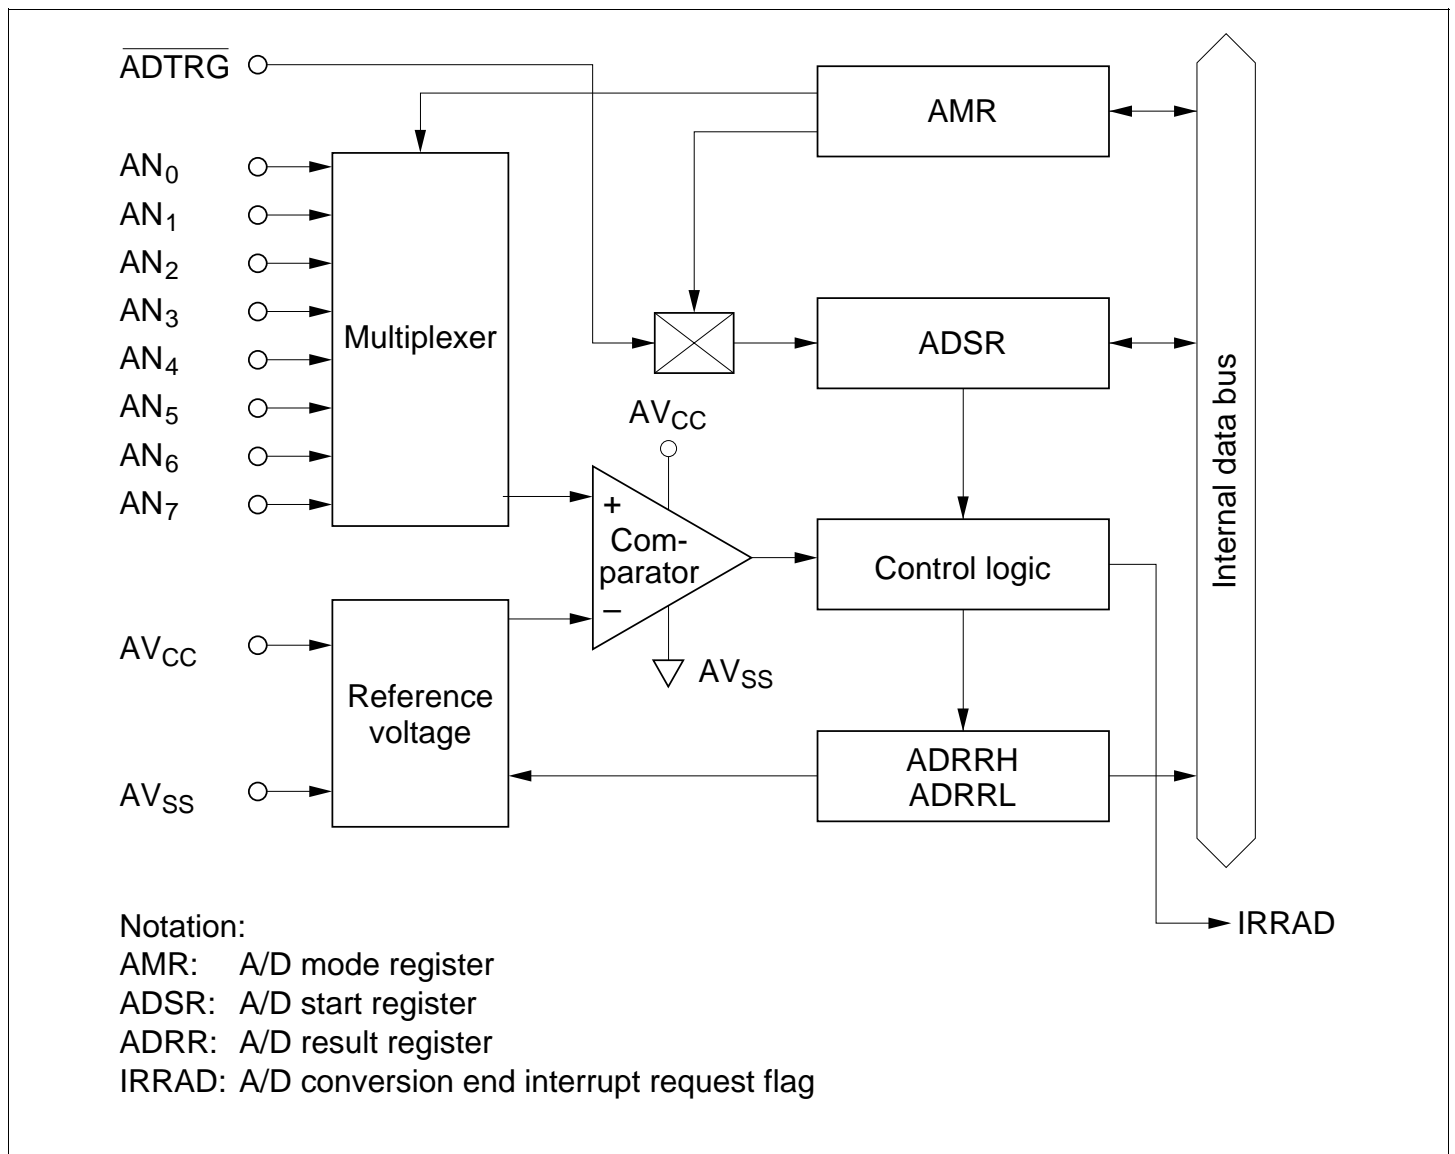 ADTRG
AMR
AN0
AN1
AN2
AN3
AN4
AN5
AN6
AN7
Multiplexer
ADSR
Internal data bus
AVCC
+
Com-
parator
–
Control logic
AVCC
AVSS
Reference
voltage
ADRRH
ADRRL
AVSS
IRRAD
Notation:
AMR: A/D mode register
ADSR: A/D start register
ADRR: A/D result register
IRRAD: A/D conversion end interrupt request flag